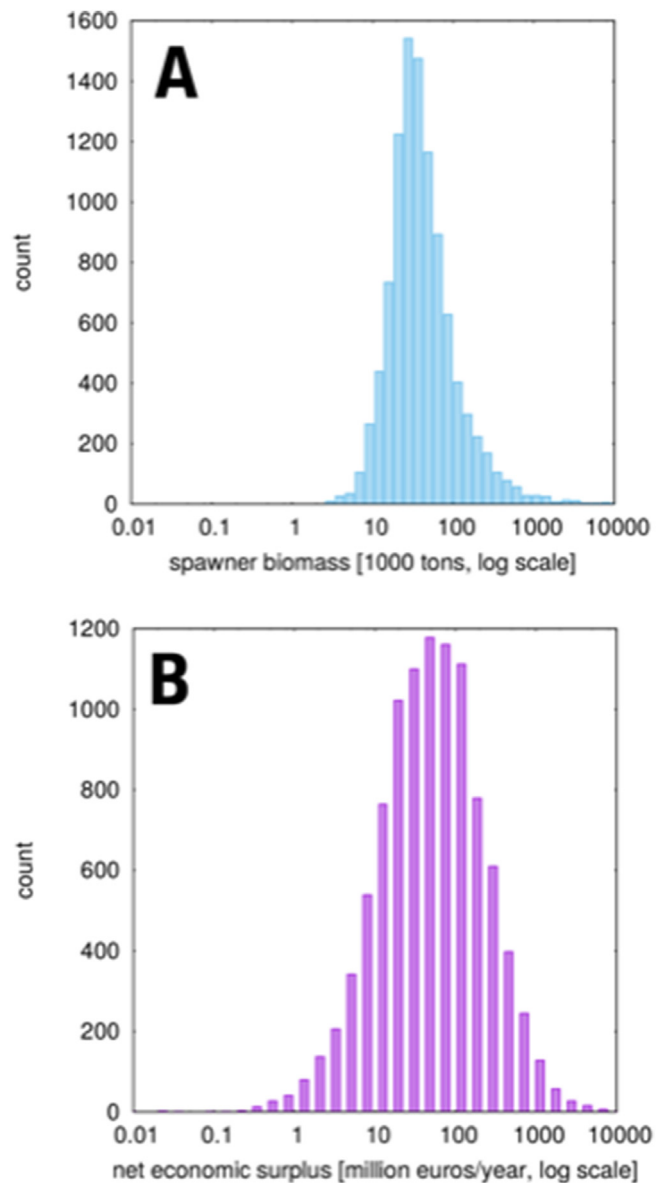 A
1600
1400
1200
1000
800
600
400
200
0
count
0.01 0.1 1 10 100 1000 10000
spawner biomass [1000 tons, log scale]
B
1200
1000
800
600
400
200
0
count
0.01 0.1 1 10 100 1000 10000
net economic surplus [million euros/year, log scale]